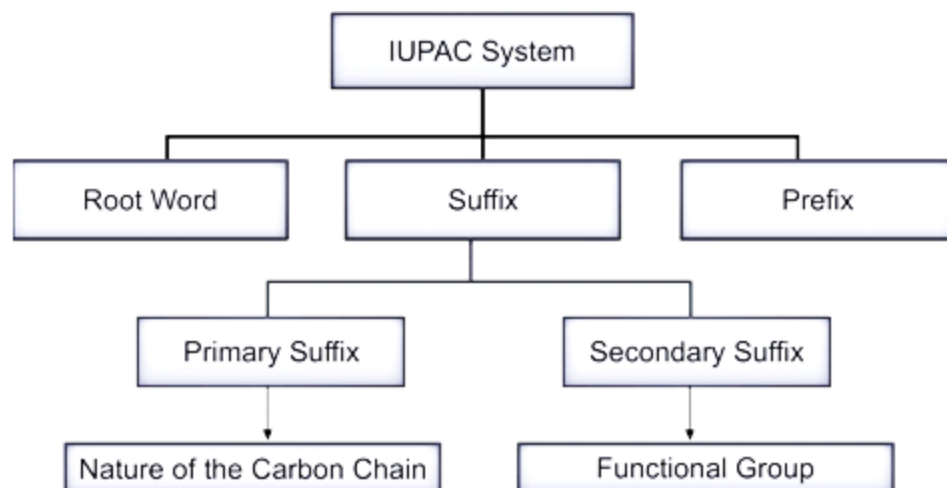 IUPAC System
Root Word
Suffix
Prefix
Primary Suffix
Secondary Suffix
Nature of the Carbon Chain
Functional Group